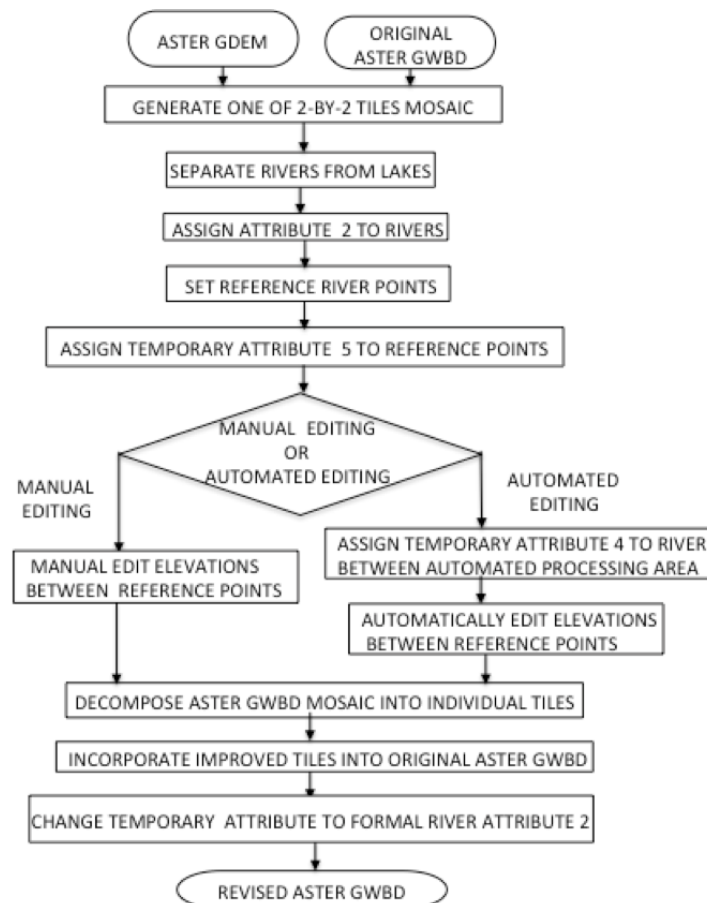 ASTER GDEM
ORIGINAL
ASTER GWBD
GENERATE ONE OF 2-BY-2 TILES MOSAIC
SEPARATE RIVERS FROM LAKES
ASSIGN ATTRIBUTE 2 TO RIVERS
SET REFERENCE RIVER POINTS
ASSIGN TEMPORARY ATTRIBUTE 5 TO REFERENCE POINTS
MANUAL EDITING
OR
AUTOMATED EDITING
MANUAL
EDITING
AUTOMATED
EDITING
MANUAL EDIT ELEVATIONS
BETWEEN REFERENCE POINTS
ASSIGN TEMPORARY ATTRIBUTE 4 TO RIVER
BETWEEN AUTOMATED PROCESSING AREA
AUTOMATICALLY EDIT ELEVATIONS
BETWEEN REFERENCE POINTS
DECOMPOSE ASTER GWBD MOSAIC INTO INDIVIDUAL TILES
INCORPORATE IMPROVED TILES INTO ORIGINAL ASTER GWBD
CHANGE TEMPORARY ATTRIBUTE TO FORMAL RIVER ATTRIBUTE 2
REVISED ASTER GWBD